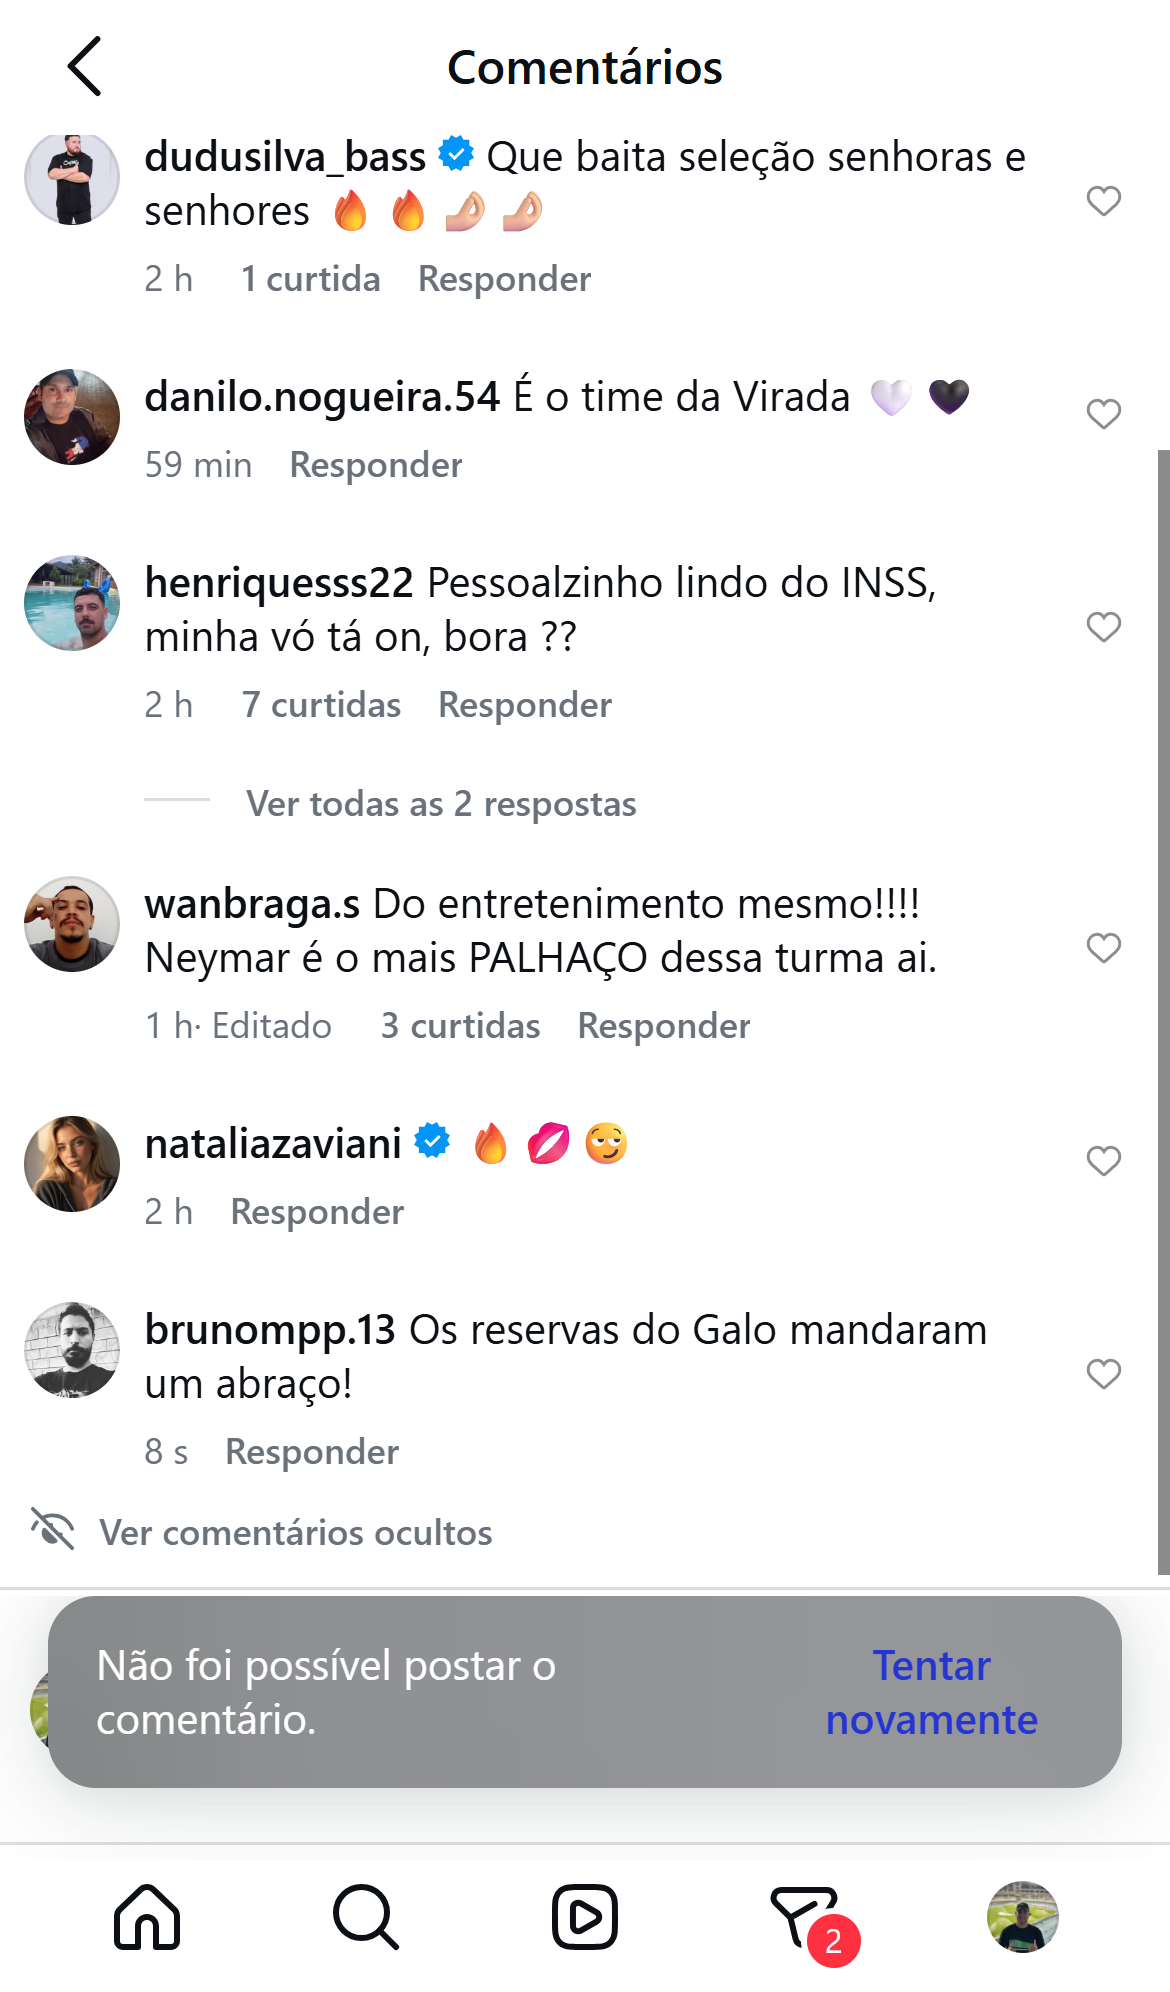 Comentários
dudusilva_bass Que baita seleção senhoras e
senhores 🔥 🔥 🤌🏻 🤌🏻
2 h 1 curtida Responder
danilo.nogueira.54 É o time da Virada 🤍 🖤
59 min Responder
henriquesss22 Pessoalzinho lindo do INSS,
minha vó tá on, bora ??
2 h 7 curtidas Responder
Ver todas as 2 respostas
wanbraga.s Do entretenimento mesmo!!!!
Neymar é o mais PALHAÇO dessa turma ai.
1 h· Editado 3 curtidas Responder
nataliazaviani 🔥 💋 😏
2 h Responder
brunompp.13 Os reservas do Galo mandaram
um abraço!
8 s Responder
Ver comentários ocultos
Não foi possível postar o
comentário.
Tentar
novamente
2